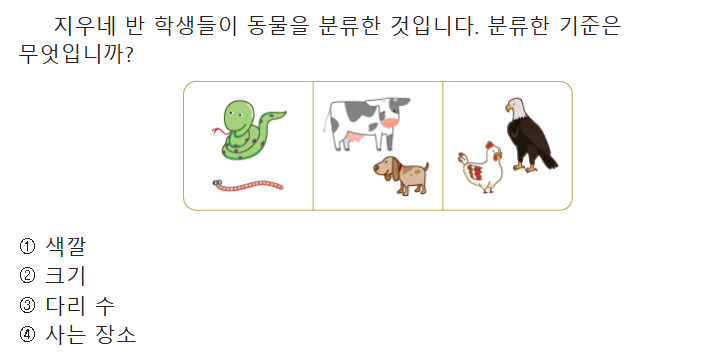 지우네 반 학생들이 동물을 분류한 것입니다. 분류한 기준은
무엇입니까?
① 색깔
② 크기
③ 다리 수
④ 사는 장소